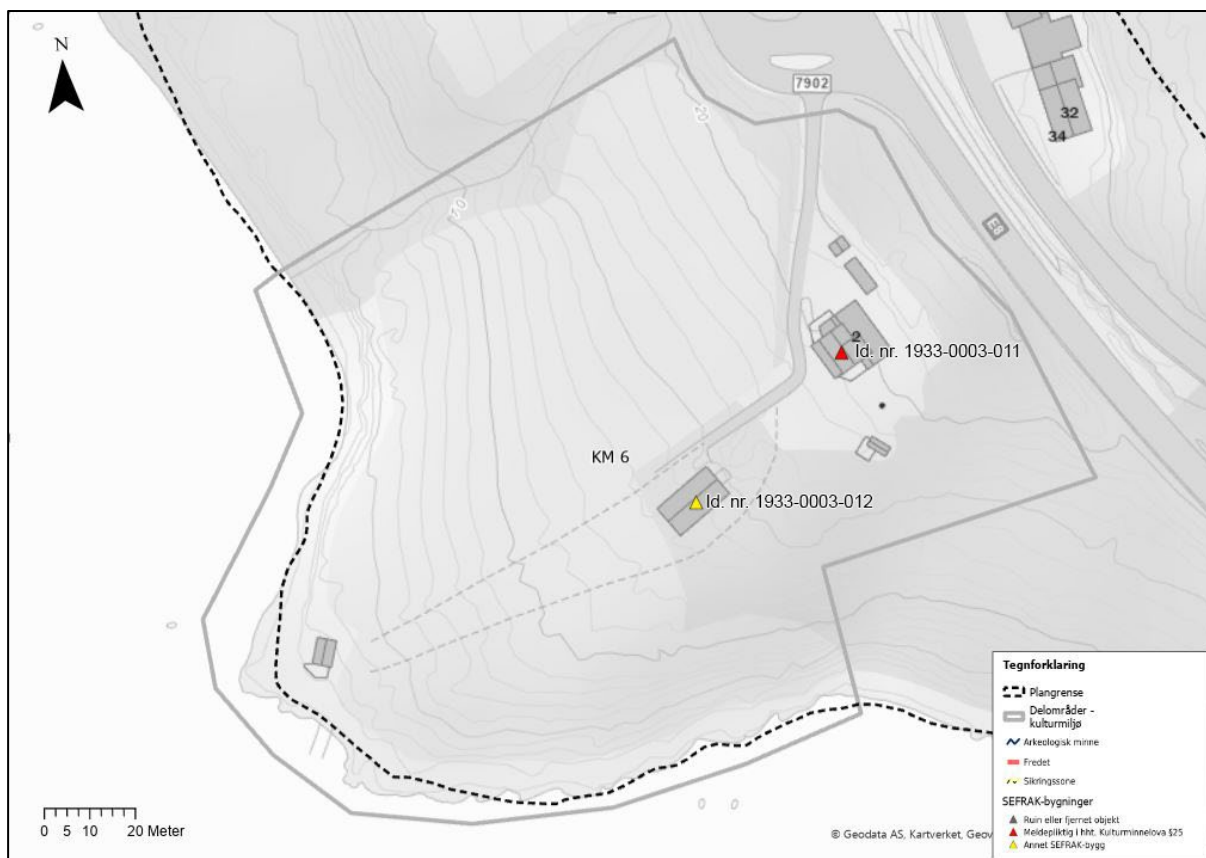 N
7902
20
10
32
34
E8
2
Id. nr. 1933-0003-011
KM 6
Id. nr. 1933-0003-012
0 5 10 20 Meter
© Geodata AS, Kartverket, Geov
Tegnforklaring
Plangrense
Delområder -
kulturmiljø
Arkeologisk minne
Fredet
Sikringssone
SEFRAK-bygninger
Ruin eller fjernet objekt
Meldepliktig i hht. Kulturminnelova §25
Annet SEFRAK-bygg